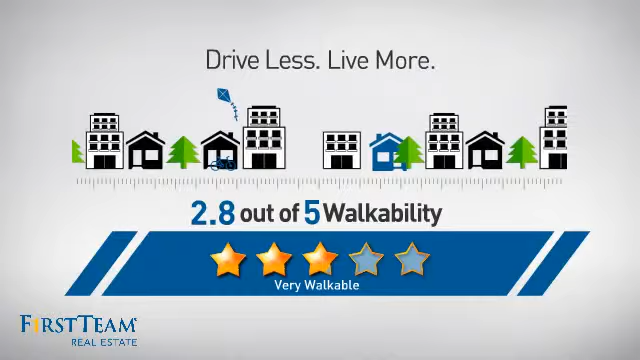 Drive Less. Live More.
2.8 out of 5 Walkability
Very Walkable
FIRSTTEAM®
REAL ESTATE